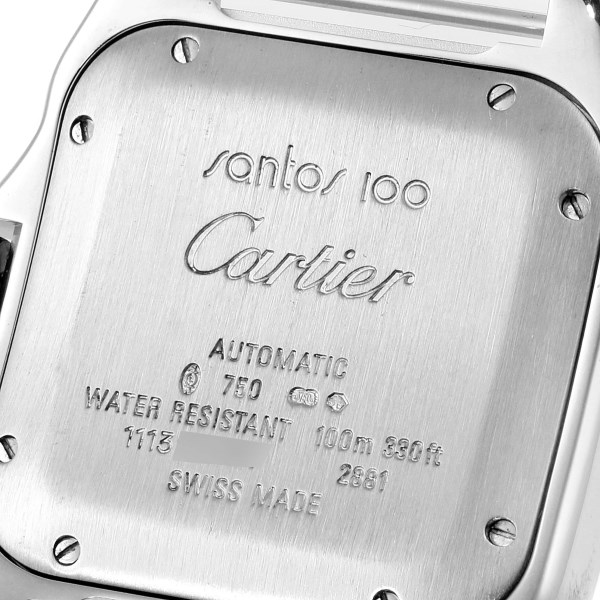 santos 100
Cartier
AUTOMATIC
750
WATER RESISTANT 100m 330ft
1113 2881
SWISS MADE